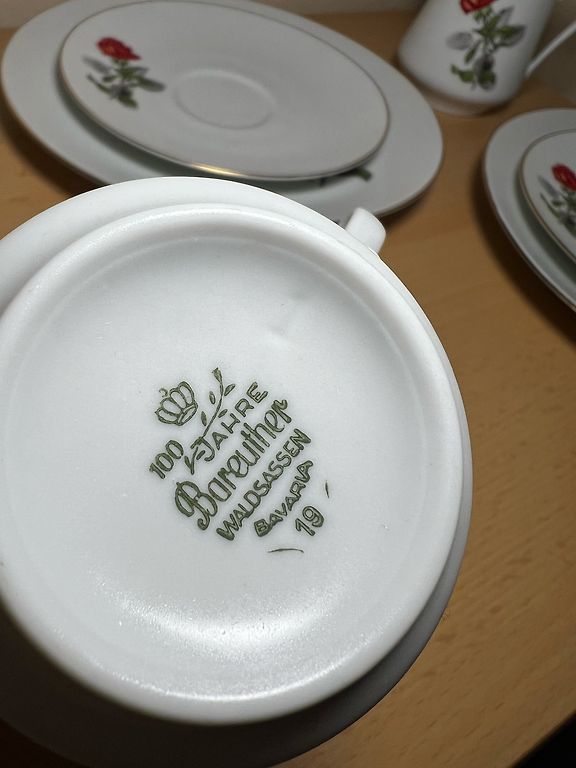 100 JAHRE
Bareuther
WALDSASSEN
BAVARIA
19